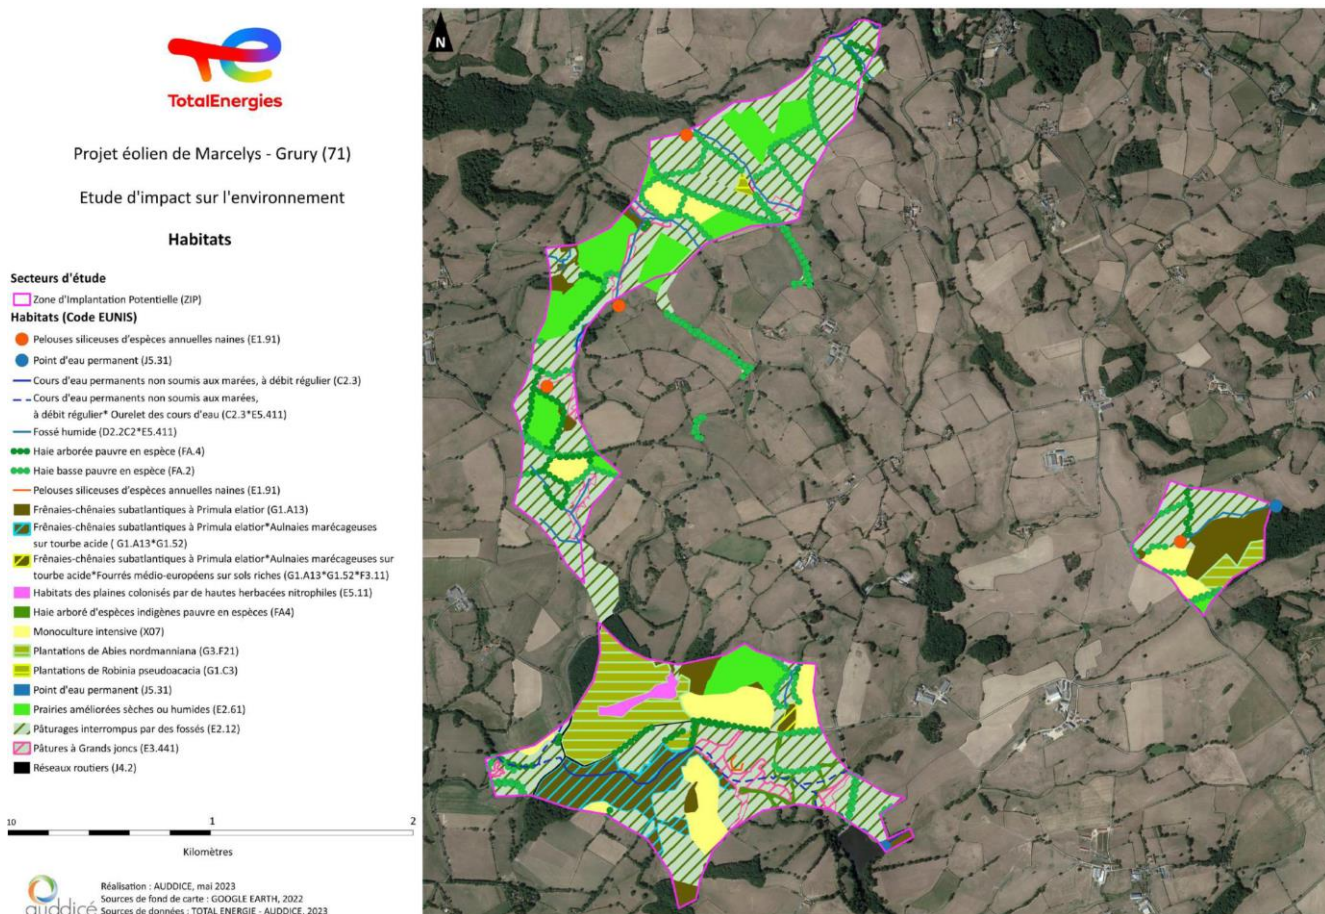 TotalEnergies
Projet éolien de Marcelys - Grury (71)
Etude d'impact sur l'environnement
Habitats
Secteurs d'étude
Zone d'Implantation Potentielle (ZIP)
Habitats (Code EUNIS)
Pelouses siliceuses d'espèces annuelles naines (E1.91)
Point d'eau permanent (J5.31)
Cours d'eau permanents non soumis aux marées, à débit régulier (C2.3)
Cours d'eau permanents non soumis aux marées,
à débit régulier* Ourelet des cours d'eau (C2.3*E5.411)
Fossé humide (D2.2C2*E5.411)
Haie arborée pauvre en espèce (FA.4)
Haie basse pauvre en espèce (FA.2)
Pelouses siliceuses d'espèces annuelles naines (E1.91)
Frênaies-chênaies subatlantiques à Primula elatior (G1.A13)
Frênaies-chênaies subatlantiques à Primula elatior*Aulnaies marécageuses
sur tourbe acide ( G1.A13*G1.52)
Frênaies-chênaies subatlantiques à Primula elatior*Aulnaies marécageuses sur
tourbe acide*Fourrés médio-européens sur sols riches (G1.A13*G1.52*F3.11)
Habitats des plaines colonisés par de hautes herbacées nitrophiles (E5.11)
Haie arboré d'espèces indigènes pauvre en espèces (FA4)
Monoculture intensive (X07)
Plantations de Abies nordmanniana (G3.F21)
Plantations de Robinia pseudoacacia (G1.C3)
Point d'eau permanent (J5.31)
Prairies améliorées sèches ou humides (E2.61)
Pâturages interrompus par des fossés (E2.12)
Pâtures à Grands joncs (E3.441)
Réseaux routiers (J4.2)
10 1 2
Kilomètres
auddicé
Réalisation : AUDDICE, mai 2023
Sources de fond de carte : GOOGLE EARTH, 2022
Sources de données : TOTAL ENERGIE - AUDDICE, 2023
N